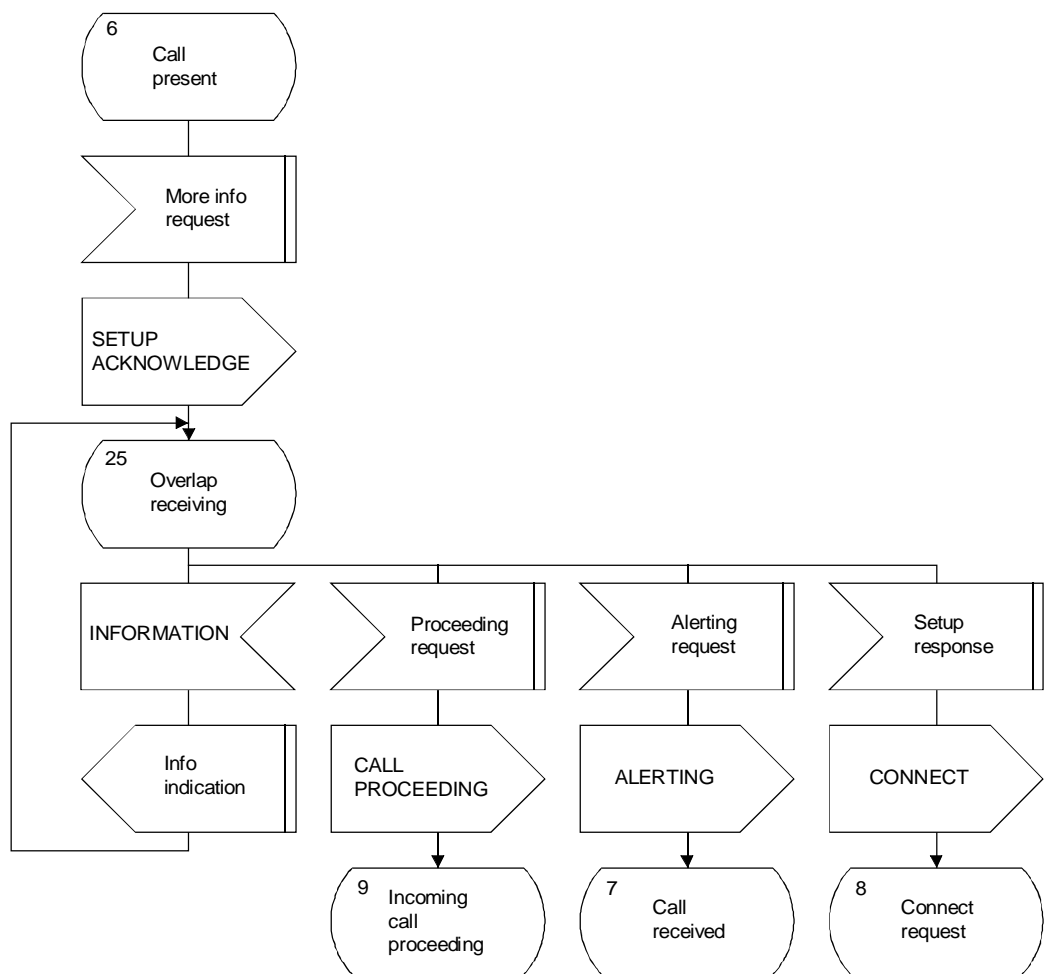 6
Call
present
More info
request
SETUP
ACKNOWLEDGE
25
Overlap
receiving
INFORMATION
Proceeding
request
Alerting
request
Setup
response
Info
indication
CALL
PROCEEDING
ALERTING
CONNECT
9
Incoming
call
proceeding
7
Call
received
8
Connect
request